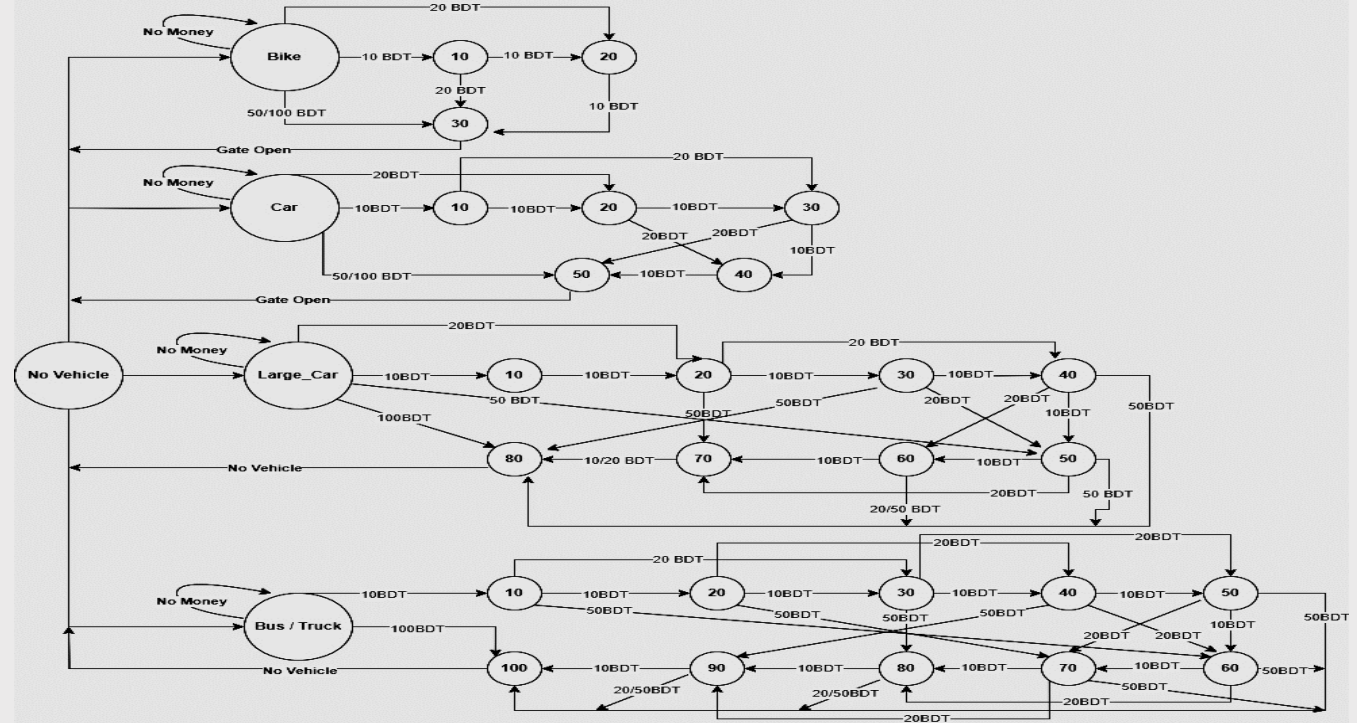 20 BDT
No Money
Bike
10 BDT
10
10 BDT
20
20 BDT
50/100 BDT
10 BDT
30
Gate Open
20 BDT
No Money
20BDT
Car
10BDT
10
10BDT
20
10BDT
30
20BDT
20BDT
10BDT
50/100 BDT
50
10BDT
40
Gate Open
20BDT
No Money
20 BDT
No Vehicle
Large_Car
10BDT
10
10BDT
20
10BDT
30
10BDT
40
50 BDT
50BDT
20BDT
20BDT
50BDT
100BDT
50BDT
10BDT
80
10/20 BDT
70
10BDT
60
10BDT
50
No Vehicle
20BDT
50 BDT
20/50 BDT
20BDT
20BDT
20 BDT
No Money
10BDT
10
10BDT
20
10BDT
30
10BDT
40
10BDT
50
50BDT
50BDT
50BDT
50BDT
50BDT
Bus / Truck
100BDT
20BDT
20BDT
10BDT
No Vehicle
100
10BDT
90
10BDT
80
10BDT
70
10BDT
60
50BDT
20/50BDT
20/50BDT
50BDT
20BDT
20BDT